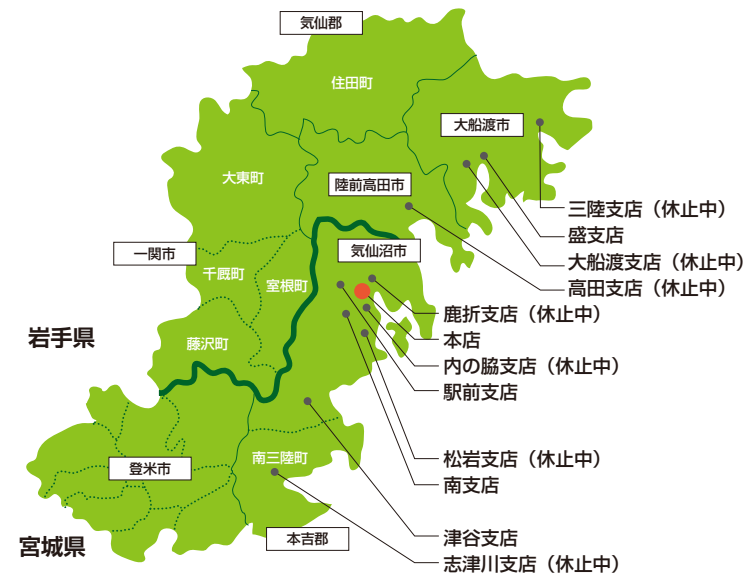 気仙郡
住田町
大船渡市
大東町
陸前高田市
三陸支店（休止中）
盛支店
一関市
気仙沼市
大船渡支店（休止中）
千厩町
室根町
高田支店（休止中）
鹿折支店（休止中）
岩手県
藤沢町
本店
内の脇支店（休止中）
駅前支店
松岩支店（休止中）
登米市
南三陸町
南支店
宮城県
本吉郡
津谷支店
志津川支店（休止中）